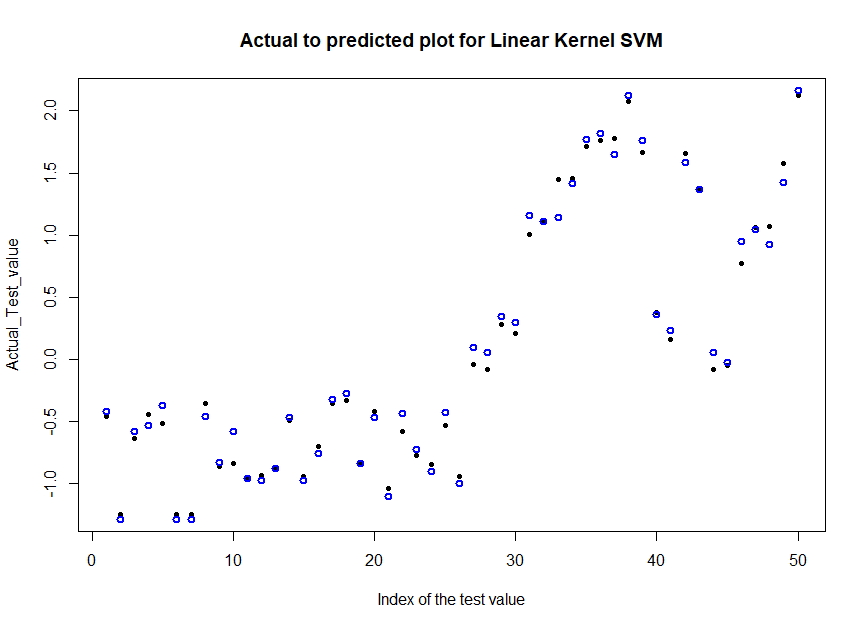 Actual to predicted plot for Linear Kernel SVM
2.0
1.5
1.0
0.5
0.0
-0.5
-1.0
Actual_Test_value
0 10 20 30 40 50
Index of the test value